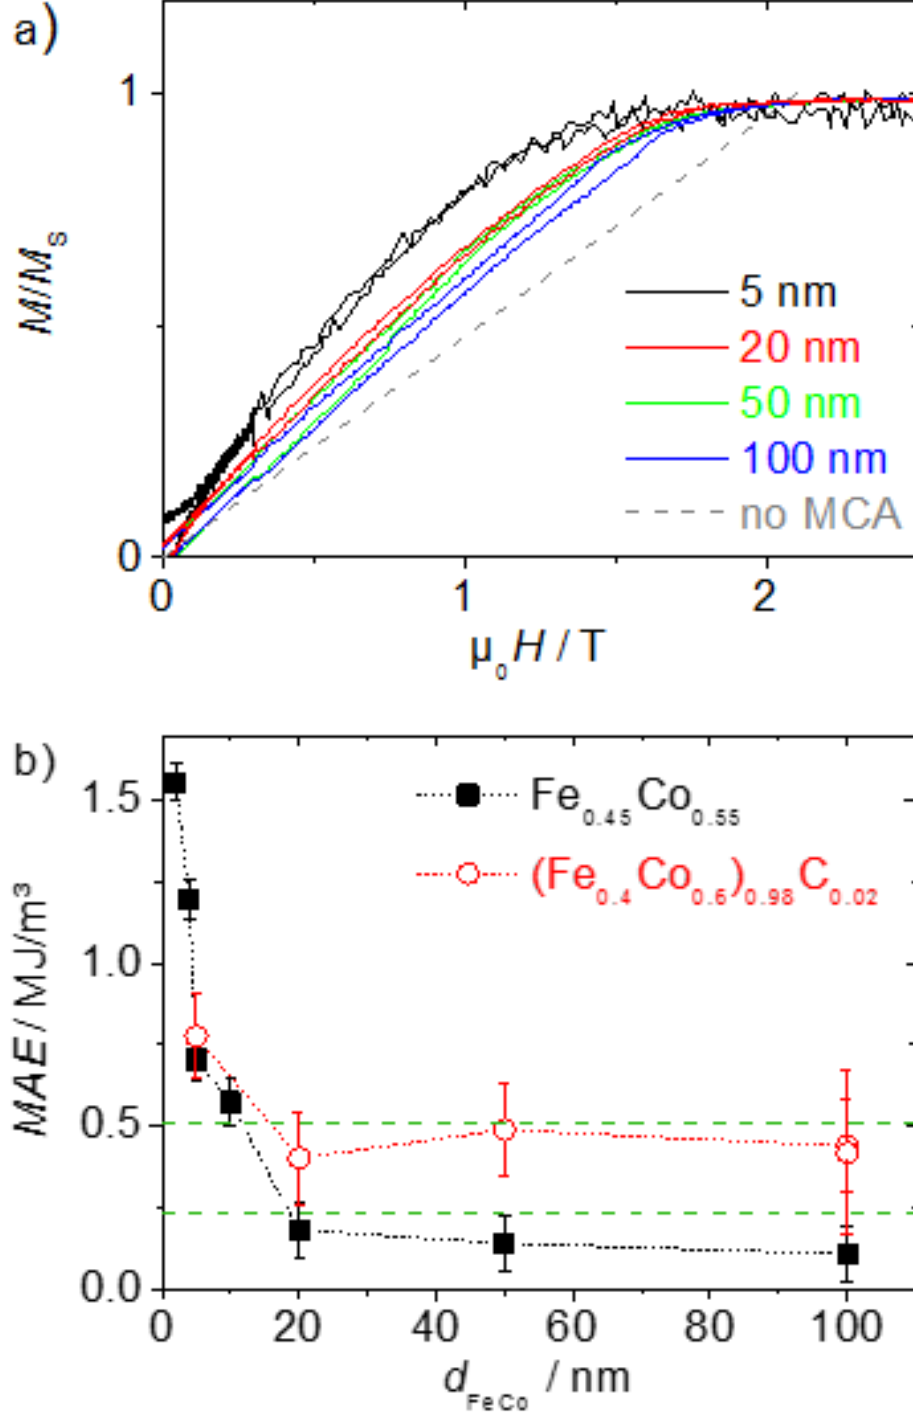 a)
1
M/M_S
5 nm
20 nm
50 nm
100 nm
no MCA
0
0 1 2
μ₀H / T
b)
Fe₀.₄₅Co₀.₅₅
(Fe₀.₄Co₀.₆)₀.₉₈C₀.₀₂
1.5
1.0
MAE / MJ/m³
0.5
0.0
0 20 40 60 80 100
d_FeCo / nm